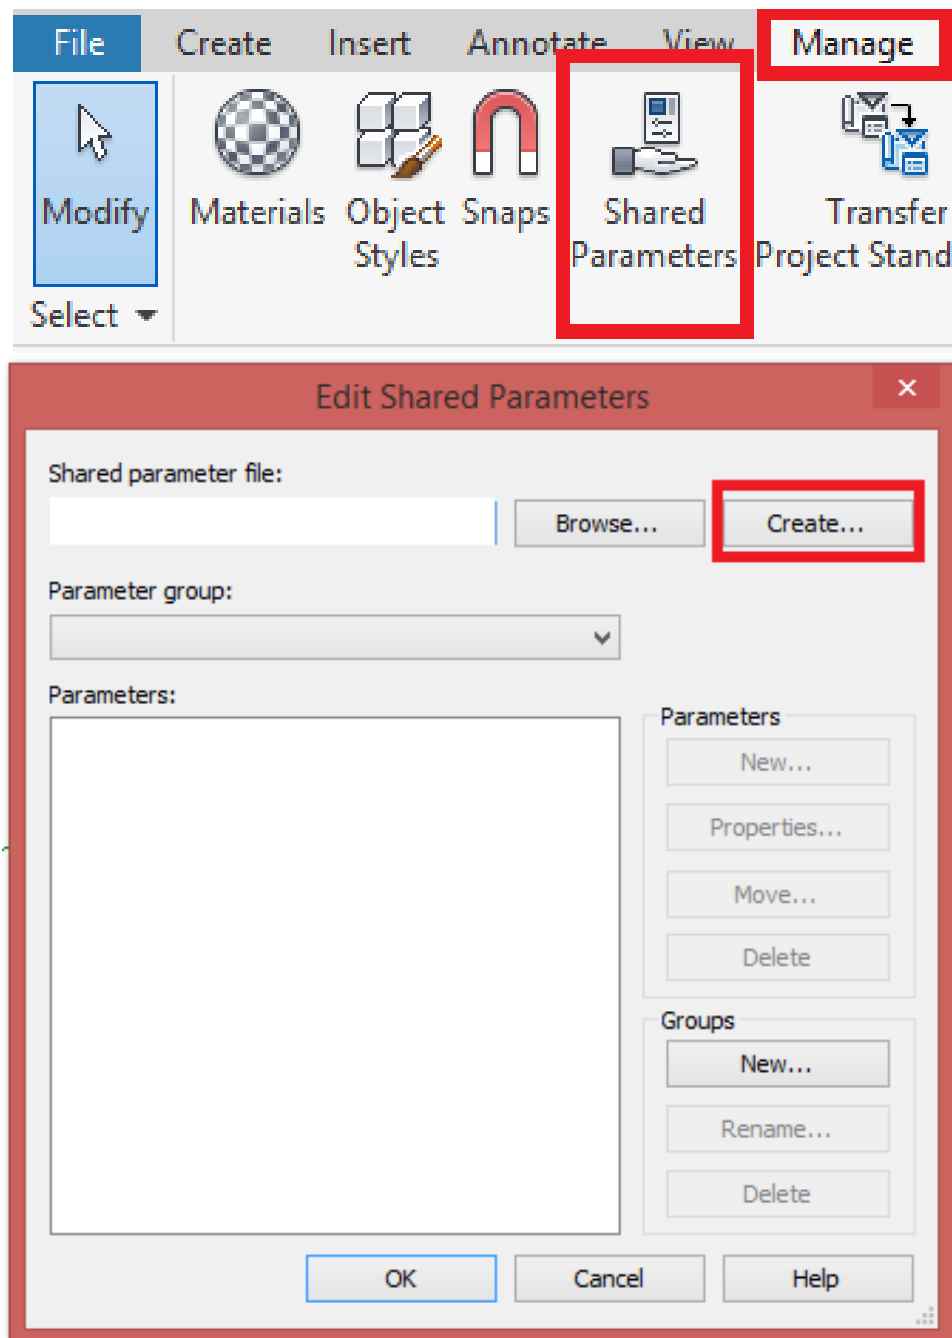 File Create Insert Annotate View Manage
Modify Materials Object Snaps Shared Transfer
Styles Parameters Project Stand
Select
Edit Shared Parameters
Shared parameter file:
Browse... Create...
Parameter group:
Parameters:
Parameters
New...
Properties...
Move...
Delete
Groups
New...
Rename...
Delete
OK Cancel Help